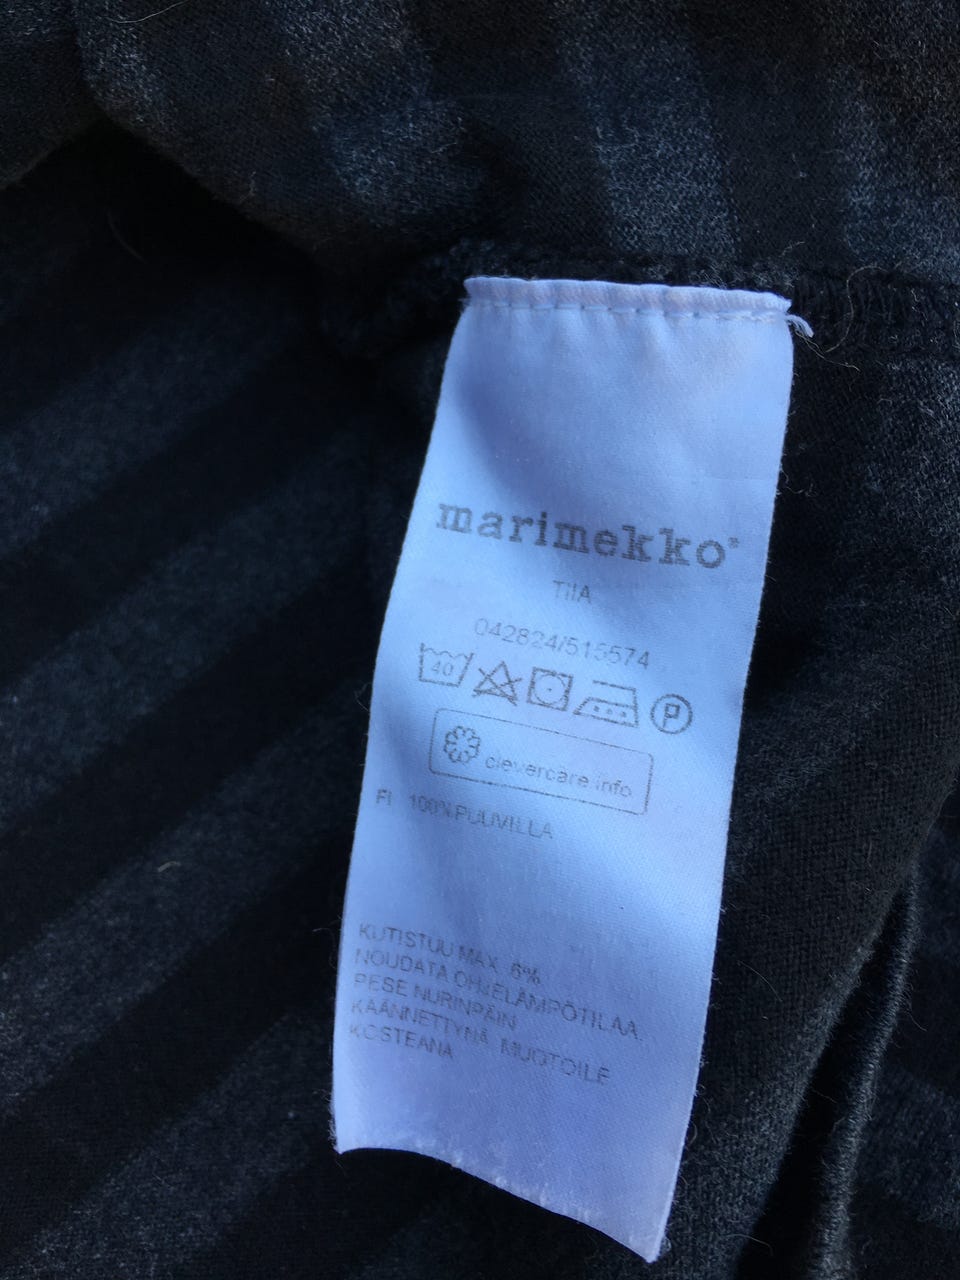 marimekko®
TIIA
042824/515574
40
P
clevercare.info
FI 100% PUUVILLA
KUTISTUU MAX. 6%.
NOUDATA OHJELÄMPÖTILAA.
PESE NURINPÄIN
KÄÄNNETTYNÄ. MUOTOILE
KOSTEANA.